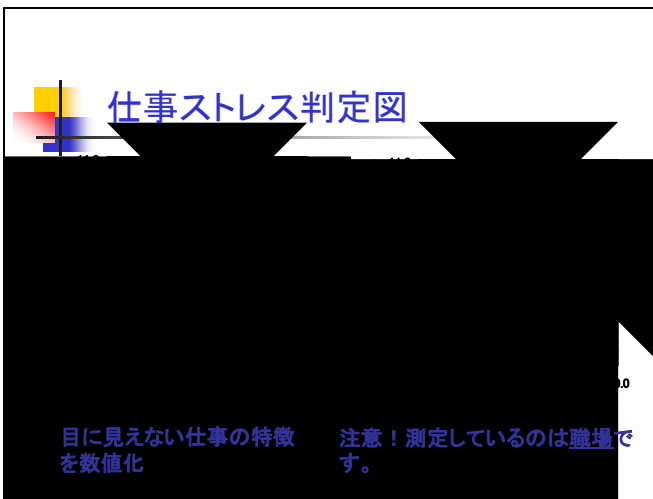 仕事ストレス判定図
目に見えない仕事の特徴
を数値化
注意！測定しているのは職場で
す。